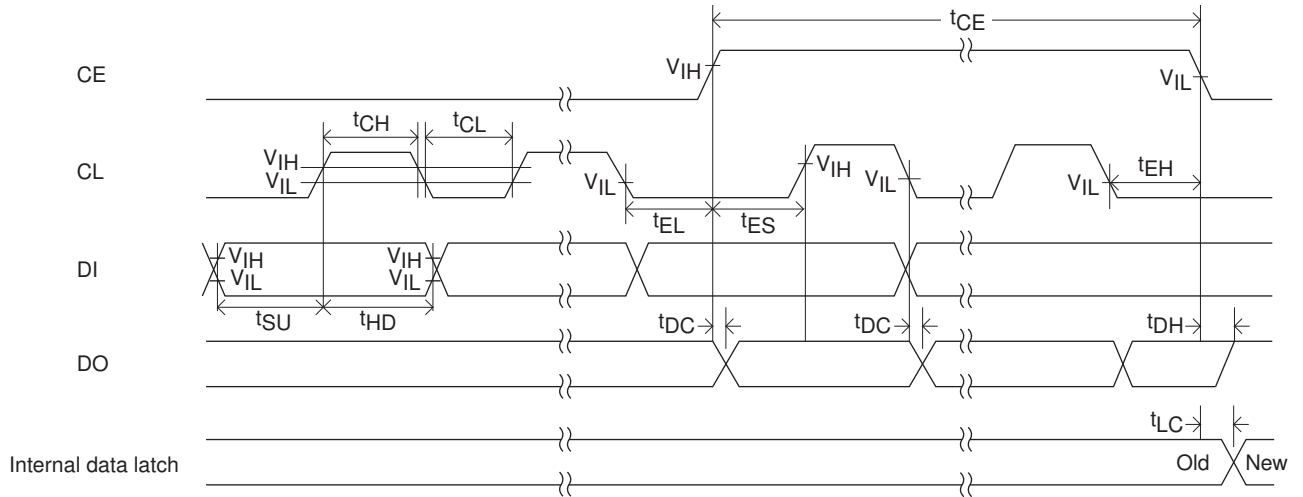 tCE
CE
VIH
VIL
tCH
tCL
CL
VIH
VIL
VIL
VIH
VIL
VIL
tEH
tEL
tES
DI
VIH
VIL
VIH
VIL
tSU
tHD
tDC
tDC
tDH
DO
tLC
Internal data latch
Old
New